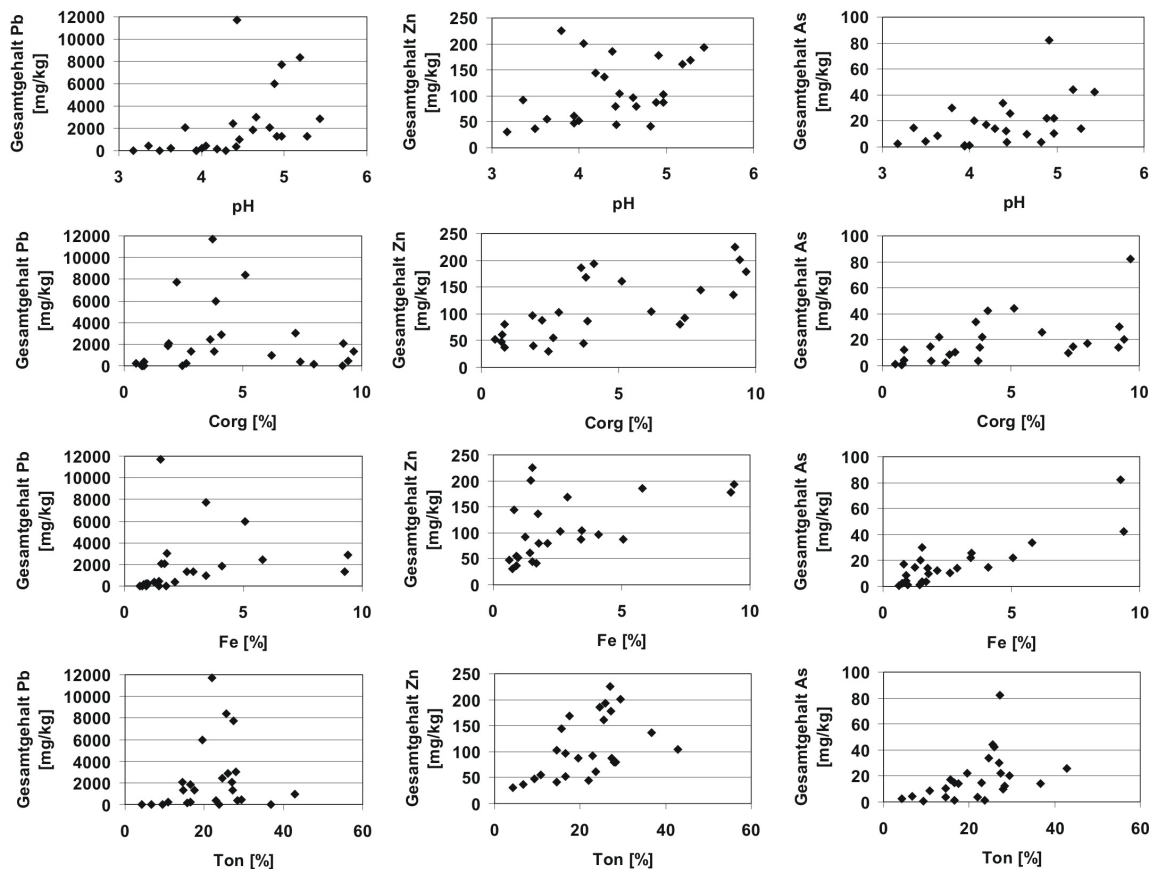 Gesamtgehalt Pb
[mg/kg]
12000
10000
8000
6000
4000
2000
0
3 4 5 6
pH
Gesamtgehalt Zn
[mg/kg]
250
200
150
100
50
0
3 4 5 6
pH
Gesamtgehalt As
[mg/kg]
100
80
60
40
20
0
3 4 5 6
pH
Gesamtgehalt Pb
[mg/kg]
12000
10000
8000
6000
4000
2000
0
0 5 10
Corg [%]
Gesamtgehalt Zn
[mg/kg]
250
200
150
100
50
0
0 5 10
Corg [%]
Gesamtgehalt As
[mg/kg]
100
80
60
40
20
0
0 5 10
Corg [%]
Gesamtgehalt Pb
[mg/kg]
12000
10000
8000
6000
4000
2000
0
0 5 10
Fe [%]
Gesamtgehalt Zn
[mg/kg]
250
200
150
100
50
0
0 5 10
Fe [%]
Gesamtgehalt As
[mg/kg]
100
80
60
40
20
0
0 5 10
Fe [%]
Gesamtgehalt Pb
[mg/kg]
12000
10000
8000
6000
4000
2000
0
0 20 40 60
Ton [%]
Gesamtgehalt Zn
[mg/kg]
250
200
150
100
50
0
0 20 40 60
Ton [%]
Gesamtgehalt As
[mg/kg]
100
80
60
40
20
0
0 20 40 60
Ton [%]